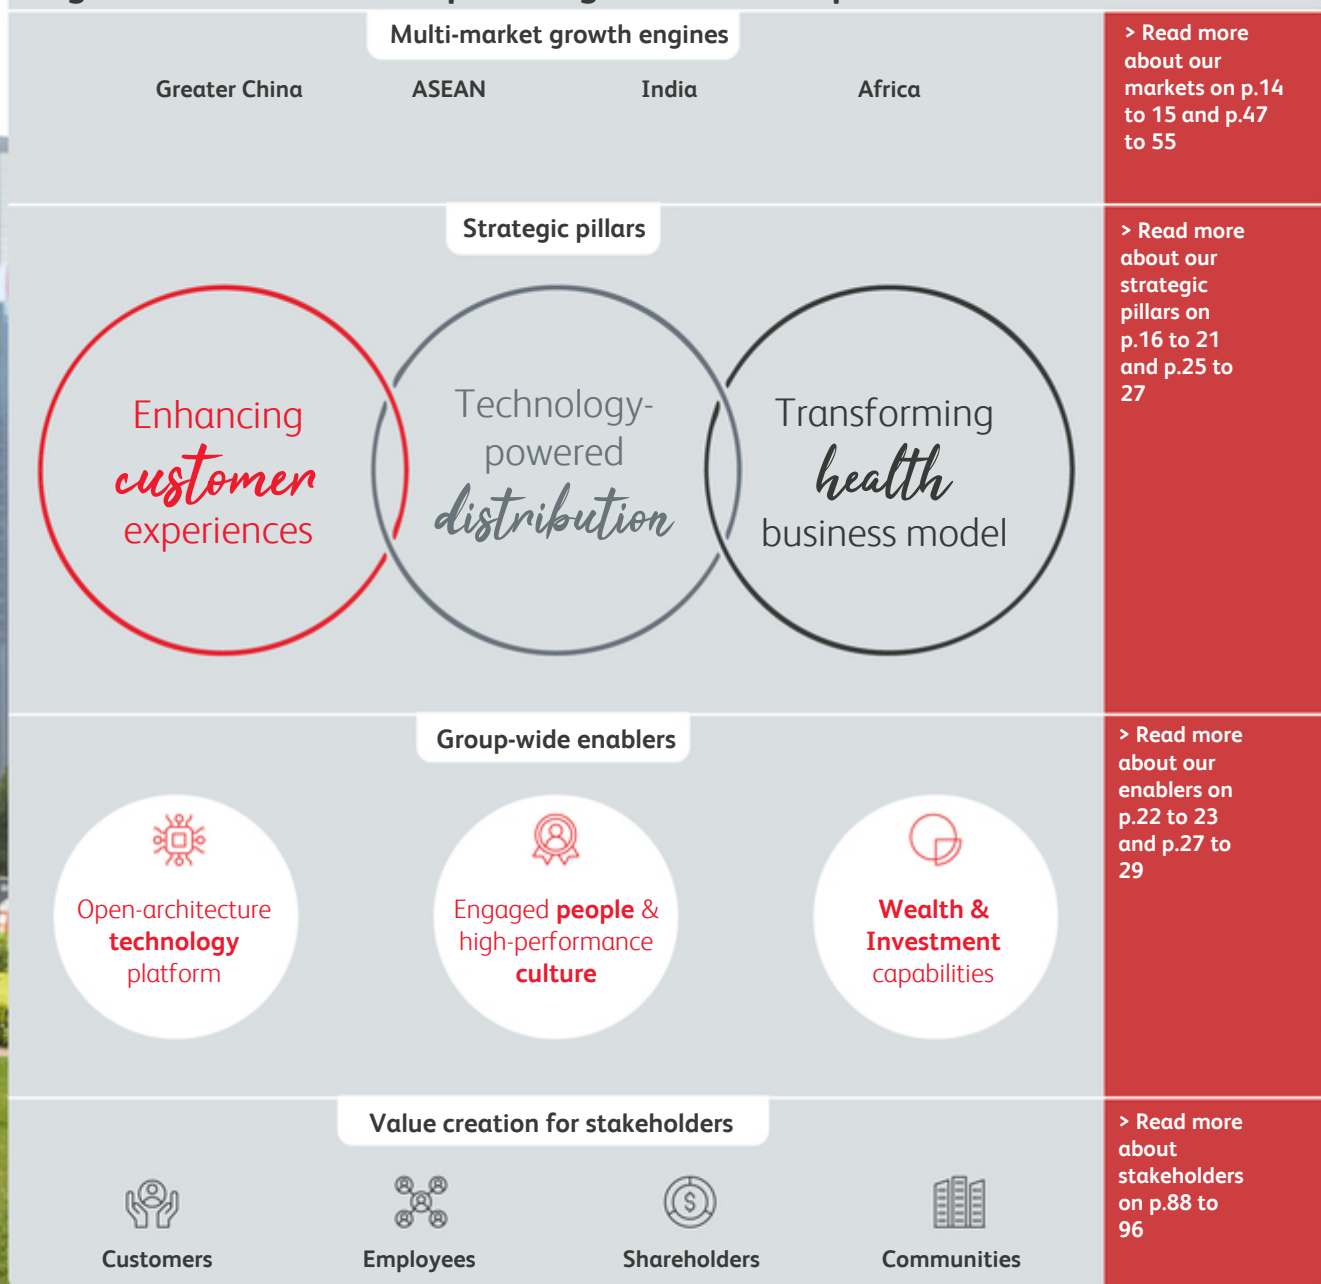 Multi-market growth engines
Greater China
ASEAN
India
Africa
> Read more
about our
markets on p.14
to 15 and p.47
to 55
Strategic pillars
Enhancing
customer
experiences
Technology-
powered
distribution
Transforming
health
business model
> Read more
about our
strategic
pillars on
p.16 to 21
and p.25 to
27
Group-wide enablers
Open-architecture
technology
platform
Engaged people &
high-performance
culture
Wealth &
Investment
capabilities
> Read more
about our
enablers on
p.22 to 23
and p.27 to
29
Value creation for stakeholders
Customers
Employees
Shareholders
Communities
> Read more
about
stakeholders
on p.88 to
96